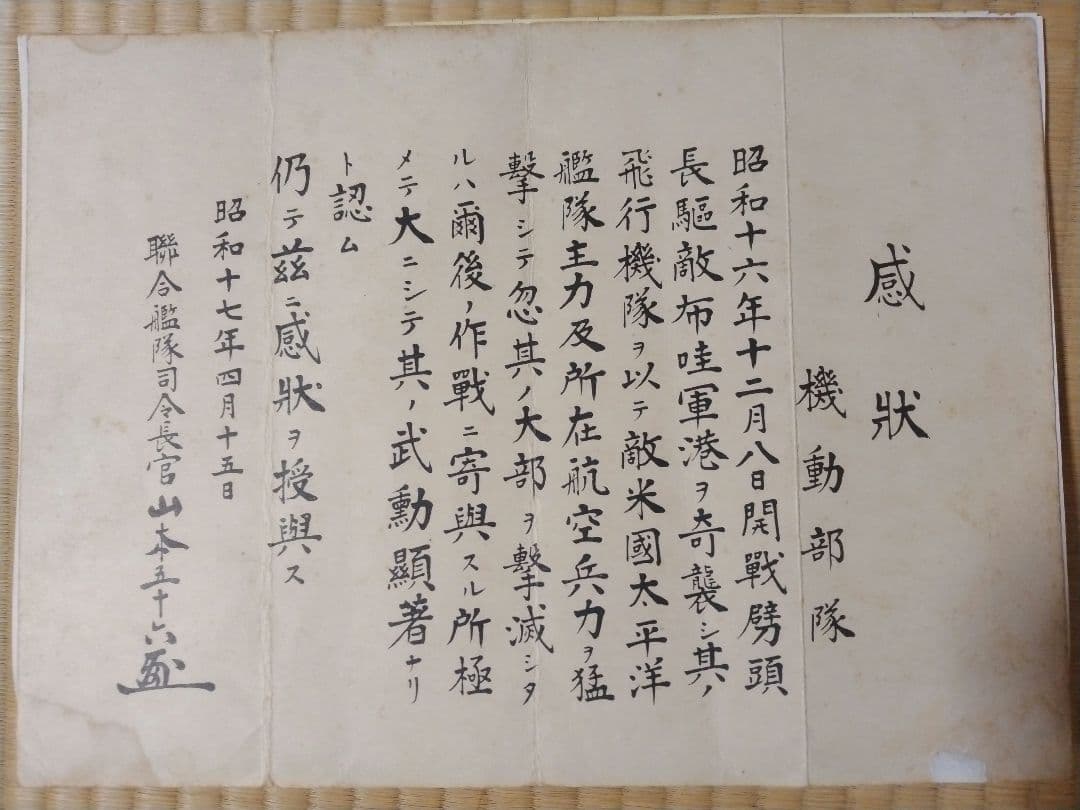 感狀
機動部隊
昭和十六年十二月八日開戰劈頭
長驅敵布哇軍港ヲ奇襲シ其ノ
飛行機隊ヲ以テ敵米國太平洋
艦隊主力及所在航空兵力ヲ猛
擊シテ忽其ノ大部ヲ擊滅シタ
ルハ爾後ノ作戰ニ寄與スル所極
メテ大ニシテ其ノ武勳顯著ナリ
ト認ム
仍テ茲ニ感狀ヲ授與ス
昭和十七年四月十五日
聯合艦隊司令長官山本五十六